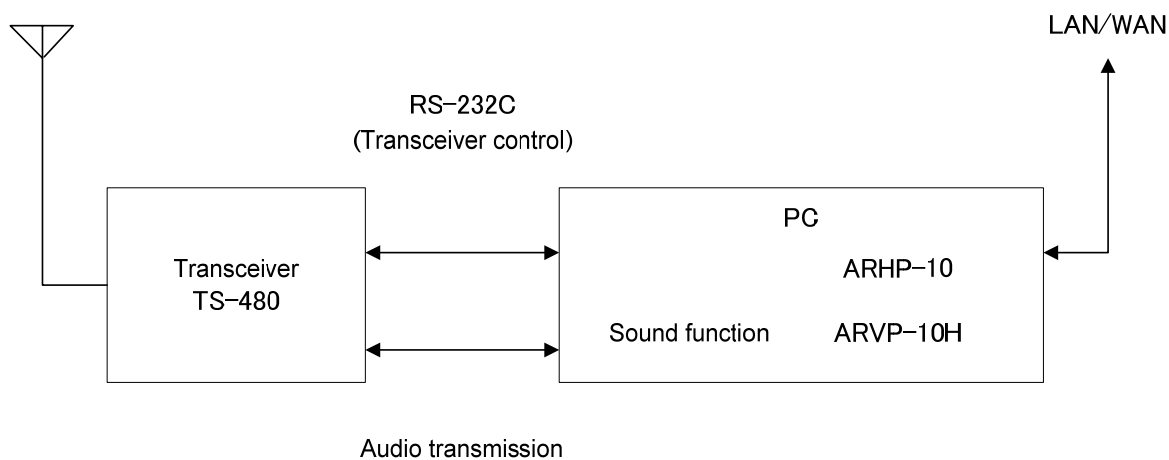 LAN/WAN
RS-232C
(Transceiver control)
PC
Transceiver
TS-480
ARHP-10
Sound function ARVP-10H
Audio transmission